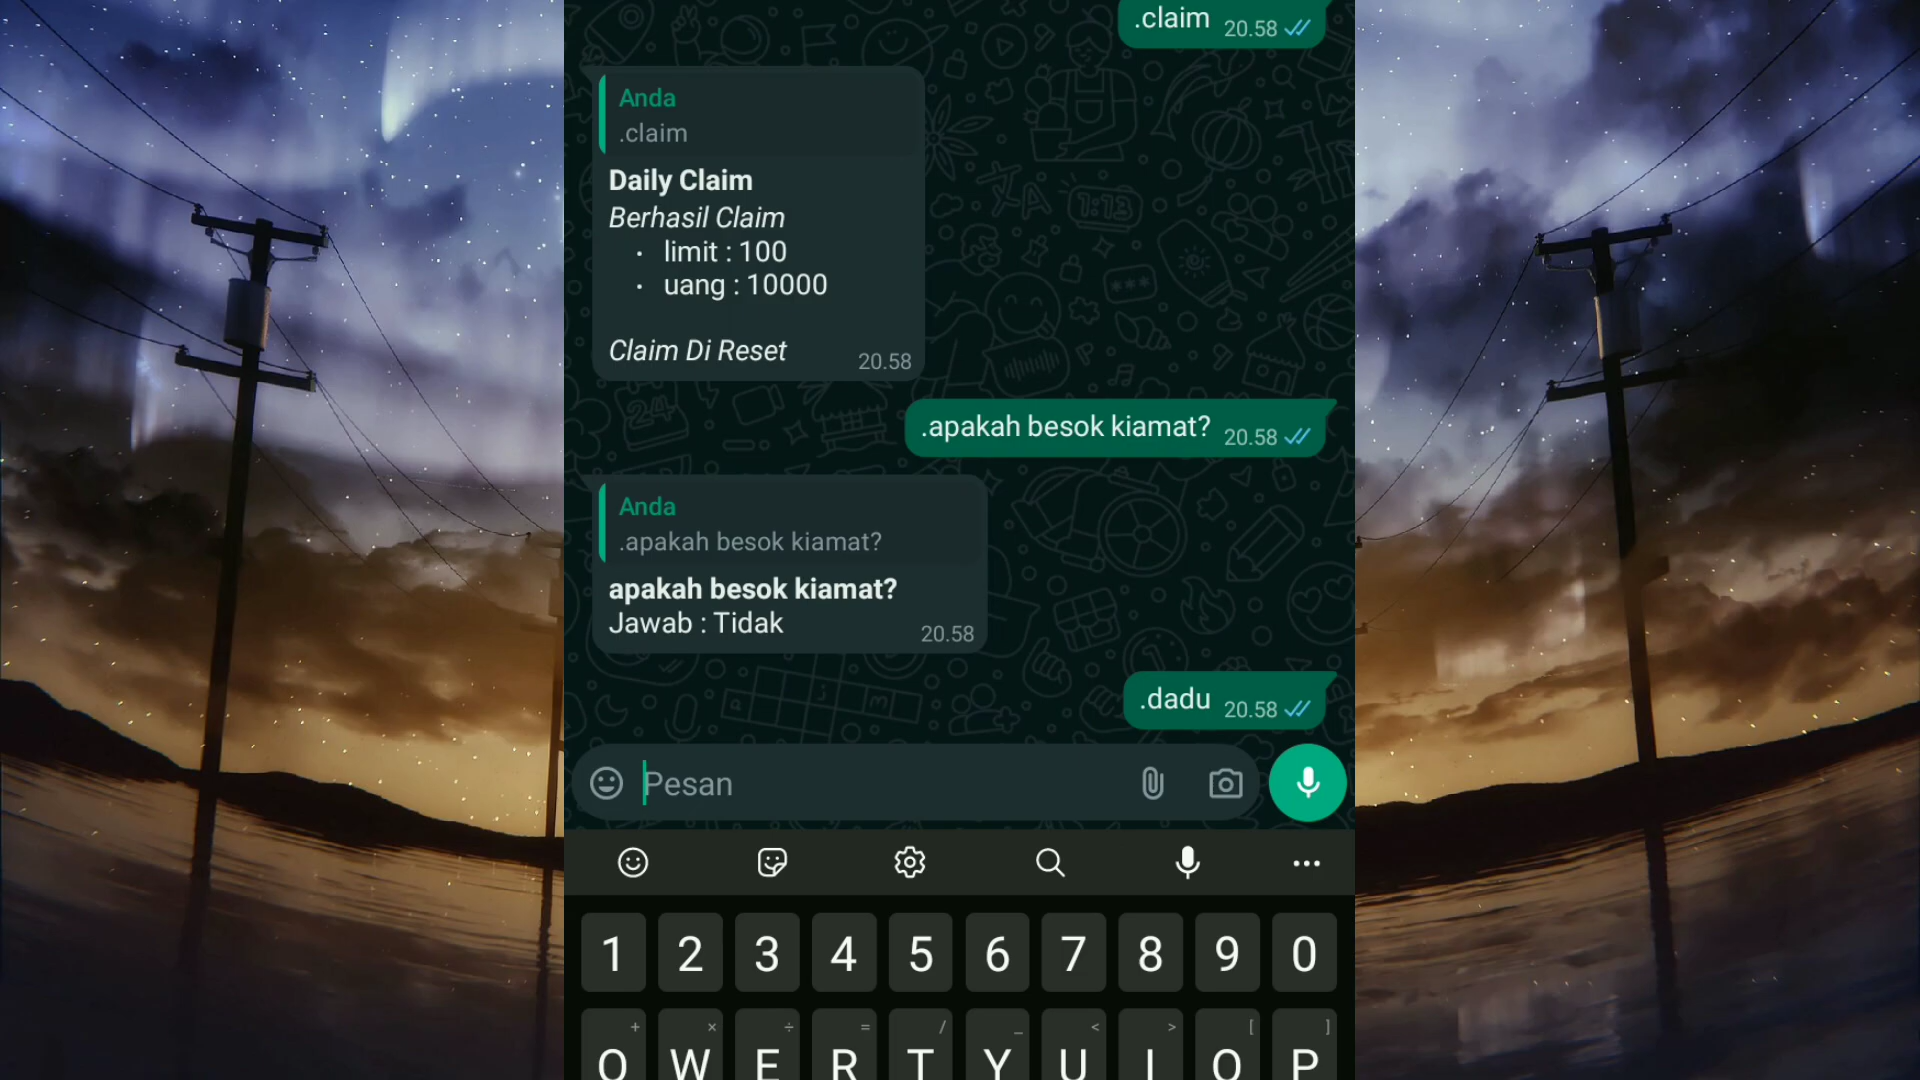 .claim 20.58
Anda
.claim
Daily Claim
Berhasil Claim
• limit : 100
• uang : 10000
Claim Di Reset 20.58
.apakah besok kiamat? 20.58
Anda
.apakah besok kiamat?
apakah besok kiamat?
Jawab : Tidak 20.58
.dadu 20.58
Pesan
1 2 3 4 5 6 7 8 9 0
+ × ÷ = / _ < > [ ]
Q W E R T Y U I O P